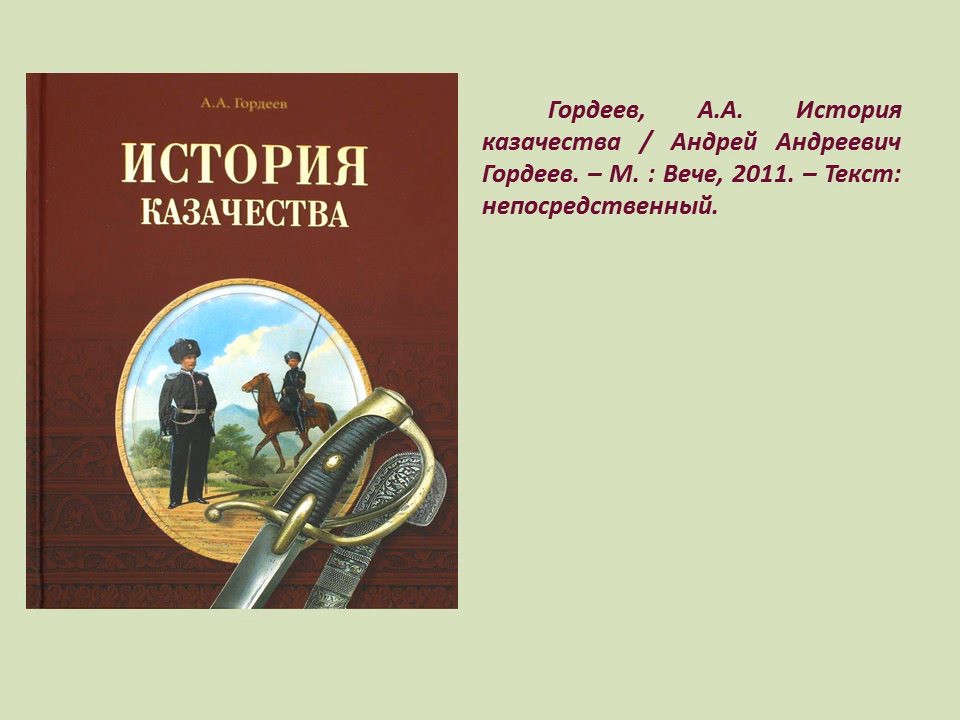 А.А. Гордеев
ИСТОРИЯ
КАЗАЧЕСТВА
Гордеев, А.А. История
казачества / Андрей Андреевич
Гордеев. – М. : Вече, 2011. – Текст:
непосредственный.